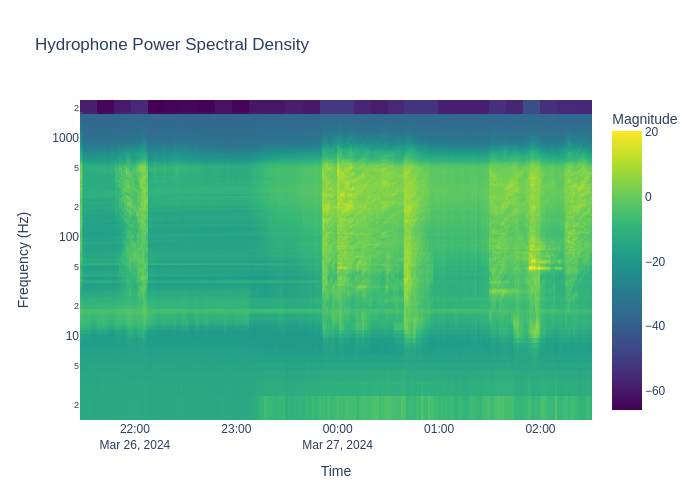 Hydrophone Power Spectral Density
Magnitude
2
1000
5
2
100
5
2
10
5
2
Frequency (Hz)
20
0
−20
−40
−60
22:00 23:00 00:00 01:00 02:00
Mar 26, 2024 Mar 27, 2024
Time